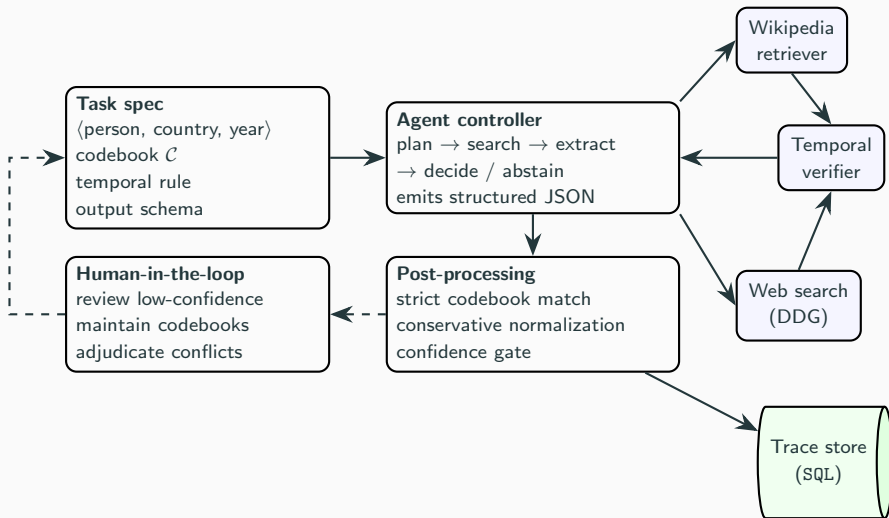 Wikipedia
retriever
Task spec
⟨person, country, year⟩
codebook 𝒞
temporal rule
output schema
Agent controller
plan → search → extract
→ decide / abstain
emits structured JSON
Temporal
verifier
Human-in-the-loop
review low-confidence
maintain codebooks
adjudicate conflicts
Post-processing
strict codebook match
conservative normalization
confidence gate
Web search
(DDG)
Trace store
(SQL)